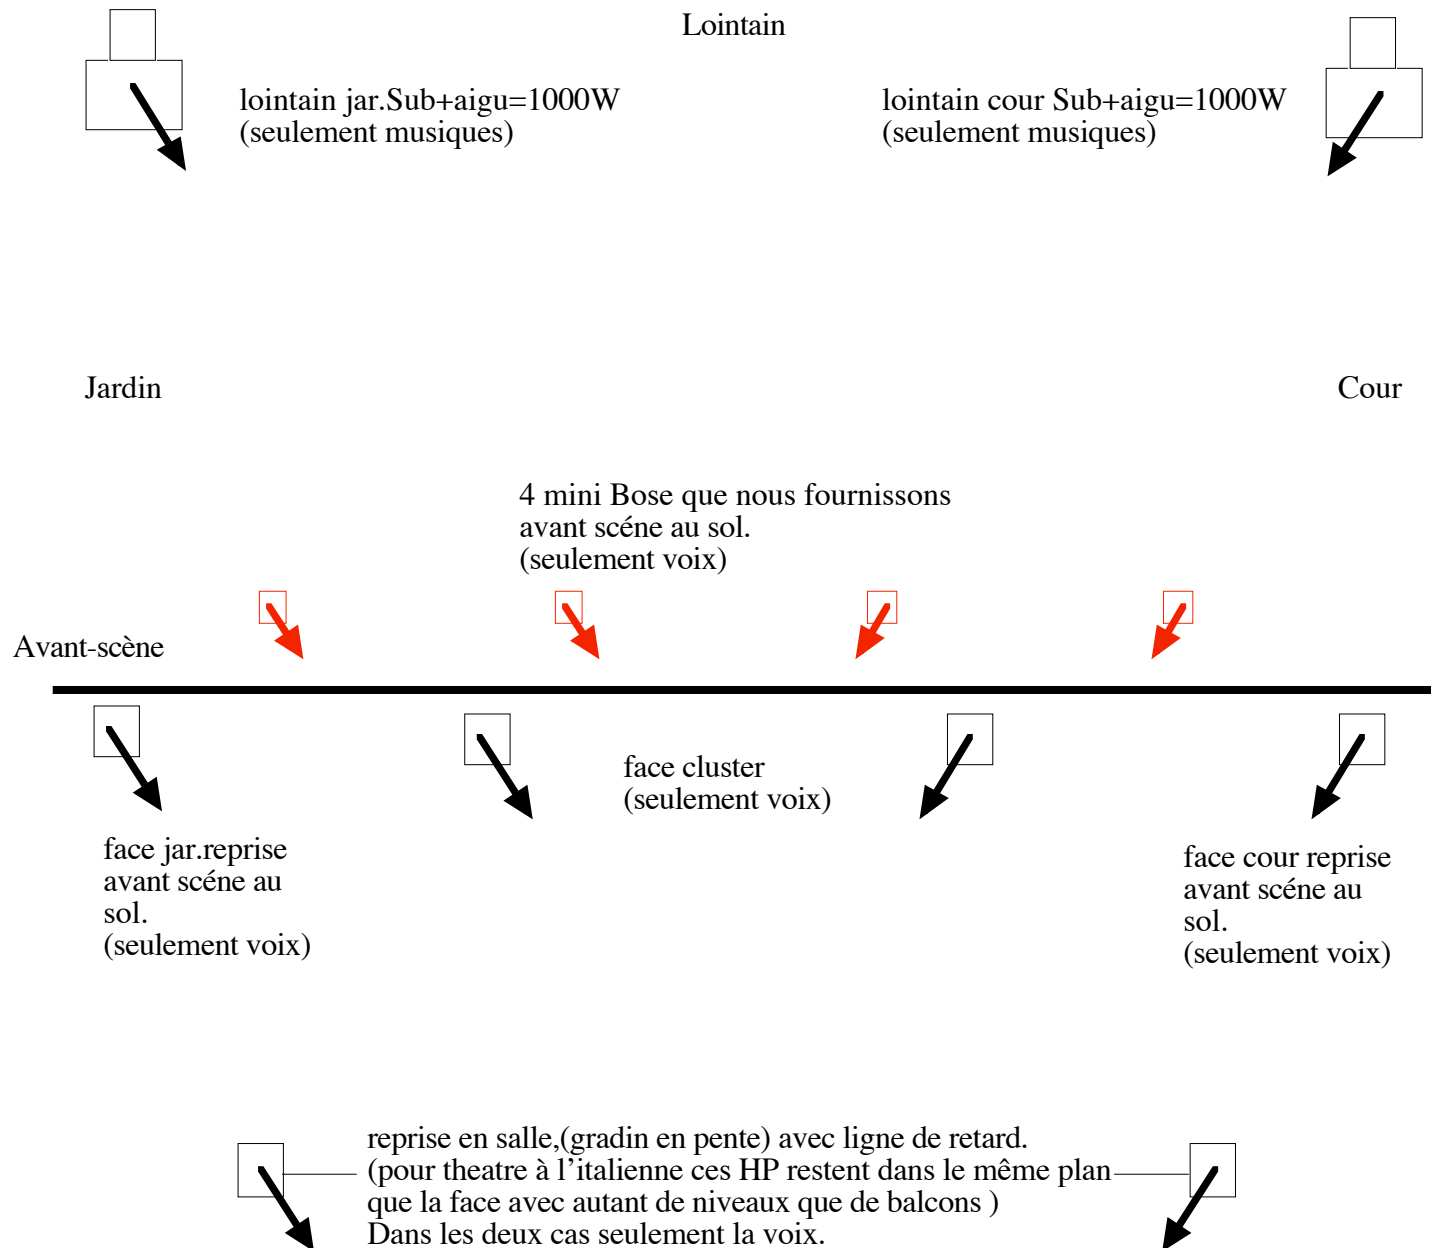 Lointain
lointain jar.Sub+aigu=1000W
(seulement musiques)
lointain cour Sub+aigu=1000W
(seulement musiques)
Jardin
Cour
4 mini Bose que nous fournissons
avant scéne au sol.
(seulement voix)
Avant-scène
face cluster
(seulement voix)
face jar.reprise
avant scéne au
sol.
(seulement voix)
face cour reprise
avant scéne au
sol.
(seulement voix)
reprise en salle,(gradin en pente) avec ligne de retard.
(pour theatre à l’italienne ces HP restent dans le même plan
que la face avec autant de niveaux que de balcons )
Dans les deux cas seulement la voix.